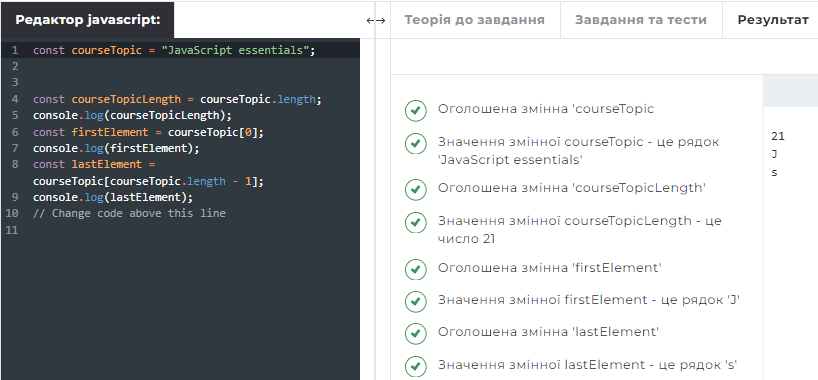 Редактор javascript:
Теорія до завдання
Завдання та тести
Результат
1 const courseTopic = "JavaScript essentials";
2
3
4 const courseTopicLength = courseTopic.length;
5 console.log(courseTopicLength);
6 const firstElement = courseTopic[0];
7 console.log(firstElement);
8 const lastElement =
courseTopic[courseTopic.length - 1];
9 console.log(lastElement);
10 // Change code above this line
11
Оголошена змінна 'courseTopic
Значення змінної courseTopic - це рядок
'JavaScript essentials'
Оголошена змінна 'courseTopicLength'
Значення змінної courseTopicLength - це
число 21
Оголошена змінна 'firstElement'
Значення змінної firstElement - це рядок 'J'
Оголошена змінна 'lastElement'
Значення змінної lastElement - це рядок 's'
21
J
s